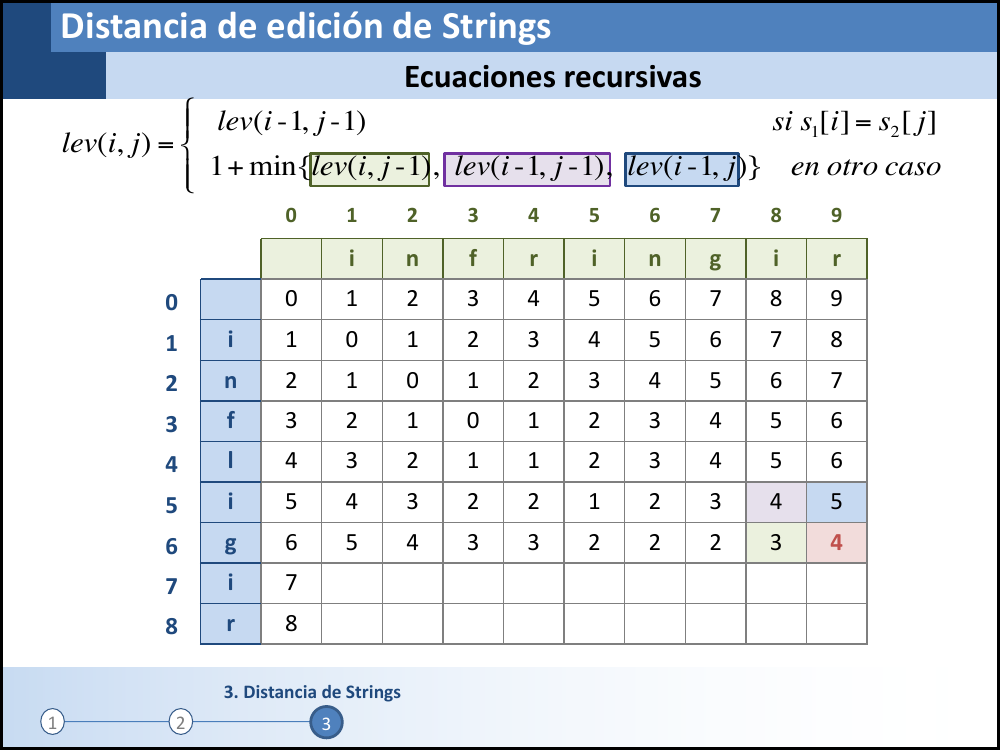 Distancia de edición de Strings
Ecuaciones recursivas
lev(i-1, j-1) si s₁[i] = s₂[j]
lev(i, j) =
1 + min{lev(i, j-1), lev(i-1, j-1), lev(i-1, j)} en otro caso
0 1 2 3 4 5 6 7 8 9
i n f r i n g i r
0 0 1 2 3 4 5 6 7 8 9
1 i 1 0 1 2 3 4 5 6 7 8
2 n 2 1 0 1 2 3 4 5 6 7
3 f 3 2 1 0 1 2 3 4 5 6
4 l 4 3 2 1 1 2 3 4 5 6
5 i 5 4 3 2 2 1 2 3 4 5
6 g 6 5 4 3 3 2 2 2 3 4
7 i 7
8 r 8
3. Distancia de Strings
1 2 3